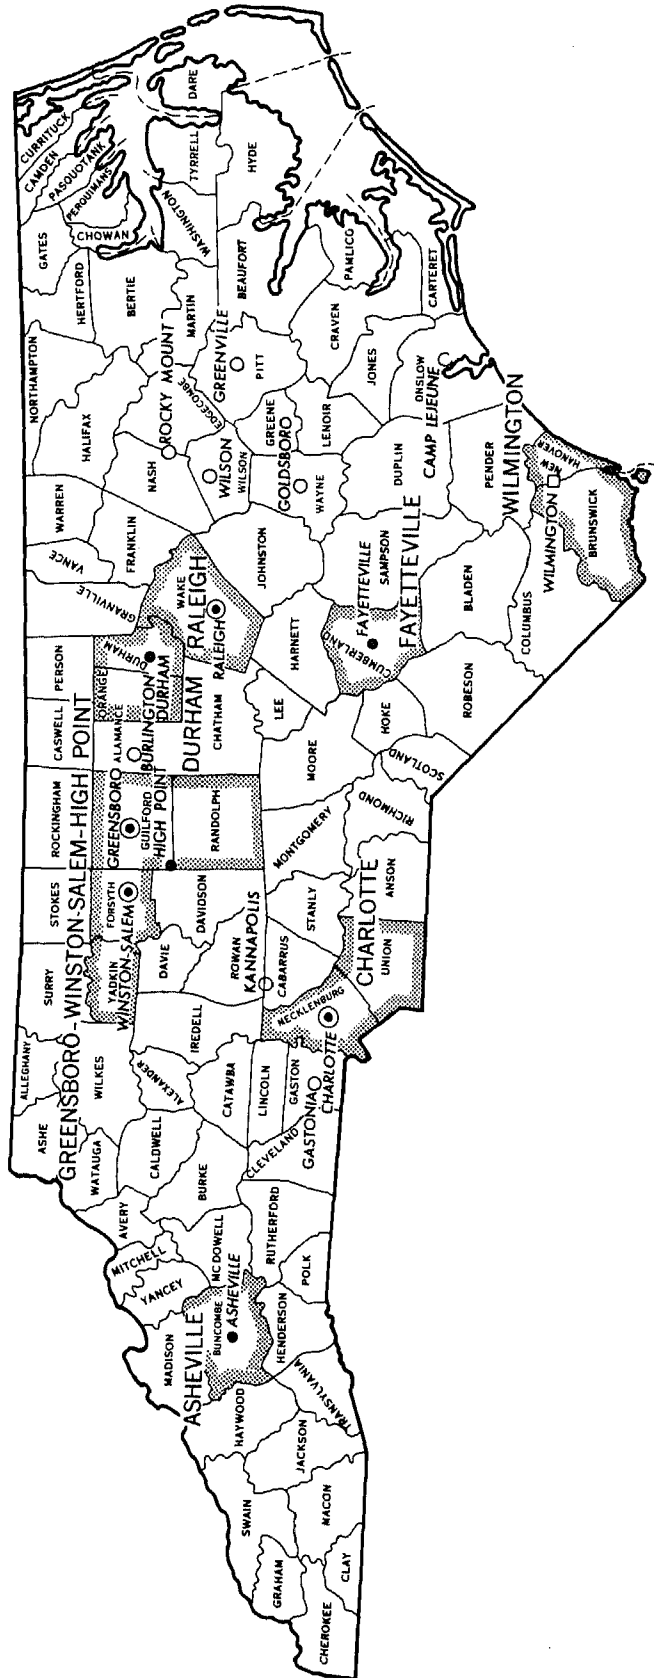 CURRITUCK
CAMDEN
PASQUOTANK
PERQUIMANS
CHOWAN
GATES
HERTFORD
BERTIE
NORTHAMPTON
HALIFAX
DARE
TYRRELL
WASHINGTON
HYDE
BEAUFORT
MARTIN
PAMLICO
CARTERET
CRAVEN
JONES
PITT
GREENVILLE
ROCKY MOUNT
EDGECOMBE
NASH
WILSON
WILSON
GREENE
LENOIR
GOLDSBORO
WAYNE
ONSLOW
CAMP LEJEUNE
DUPLIN
PENDER
WILMINGTON
NEW HANOVER
WILMINGTON
BRUNSWICK
WARREN
VANCE
FRANKLIN
GRANVILLE
JOHNSTON
SAMPSON
FAYETTEVILLE
FAYETTEVILLE
CUMBERLAND
BLADEN
COLUMBUS
WAKE
RALEIGH
RALEIGH
HARNETT
PERSON
DURHAM
DURHAM
DURHAM
ORANGE
CASWELL
ALAMANCE
BURLINGTON
CHATHAM
LEE
HOKE
ROBESON
SCOTLAND
MOORE
RICHMOND
MONTGOMERY
ROCKINGHAM
GREENSBORO
GUILFORD
HIGH POINT
RANDOLPH
STOKES
FORSYTH
WINSTON-SALEM
DAVIDSON
GREENSBORO-WINSTON-SALEM-HIGH POINT
SURRY
YADKIN
DAVIE
ROWAN
KANNAPOLIS
CABARRUS
STANLY
ANSON
UNION
CHARLOTTE
MECKLENBURG
CHARLOTTE
ALLEGHANY
ASHE
WILKES
ALEXANDER
IREDELL
CATAWBA
LINCOLN
GASTON
GASTONIA
CLEVELAND
WATAUGA
CALDWELL
BURKE
AVERY
MITCHELL
YANCEY
MC DOWELL
RUTHERFORD
POLK
MADISON
BUNCOMBE
ASHEVILLE
ASHEVILLE
HENDERSON
HAYWOOD
TRANSYLVANIA
JACKSON
SWAIN
MACON
GRAHAM
CLAY
CHEROKEE